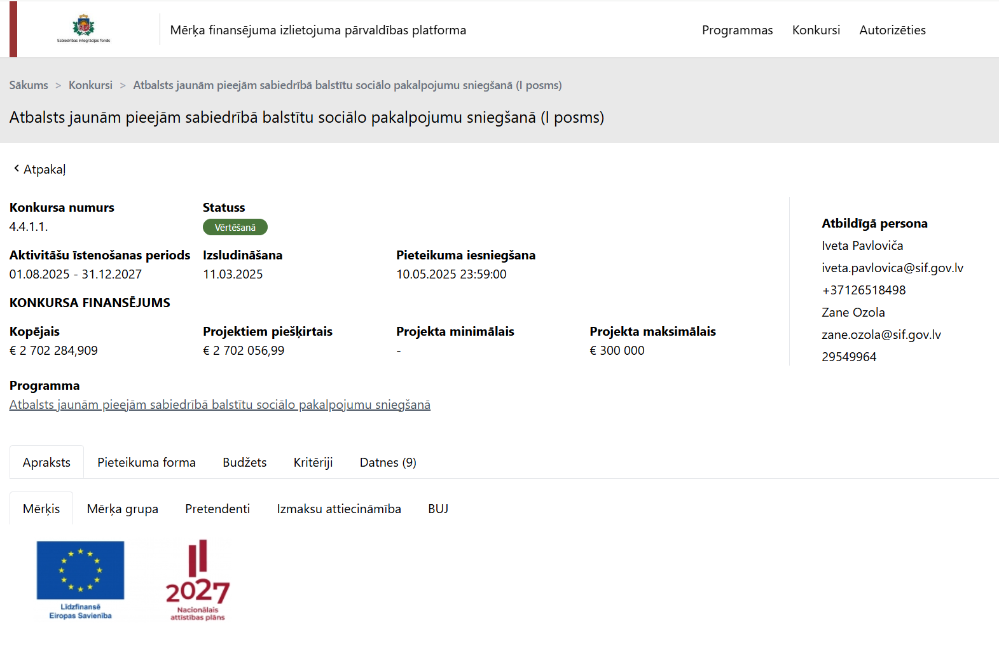 Sabiedrības integrācijas fonds
Mērķa finansējuma izlietojuma pārvaldības platforma
Programmas
Konkursi
Autorizēties
Sākums > Konkursi > Atbalsts jaunām pieejām sabiedrībā balstītu sociālo pakalpojumu sniegšanā (I posms)
Atbalsts jaunām pieejām sabiedrībā balstītu sociālo pakalpojumu sniegšanā (I posms)
Atpakaļ
Konkursa numurs
4.4.1.1.
Statuss
Vērtēšanā
Aktivitāšu īstenošanas periods
01.08.2025 - 31.12.2027
Izsludināšana
11.03.2025
Pieteikuma iesniegšana
10.05.2025 23:59:00
KONKURSA FINANSĒJUMS
Kopējais
€ 2 702 284,909
Projektiem piešķirtais
€ 2 702 056,99
Projekta minimālais
-
Projekta maksimālais
€ 300 000
Programma
Atbalsts jaunām pieejām sabiedrībā balstītu sociālo pakalpojumu sniegšanā
Atbildīgā persona
Iveta Pavloviča
iveta.pavlovica@sif.gov.lv
+37126518498
Zane Ozola
zane.ozola@sif.gov.lv
29549964
Apraksts
Pieteikuma forma
Budžets
Kritēriji
Datnes (9)
Mērķis
Mērķa grupa
Pretendenti
Izmaksu attiecināmība
BUJ
Līdzfinansē
Eiropas Savienība
2027
Nacionālais
attīstības plāns